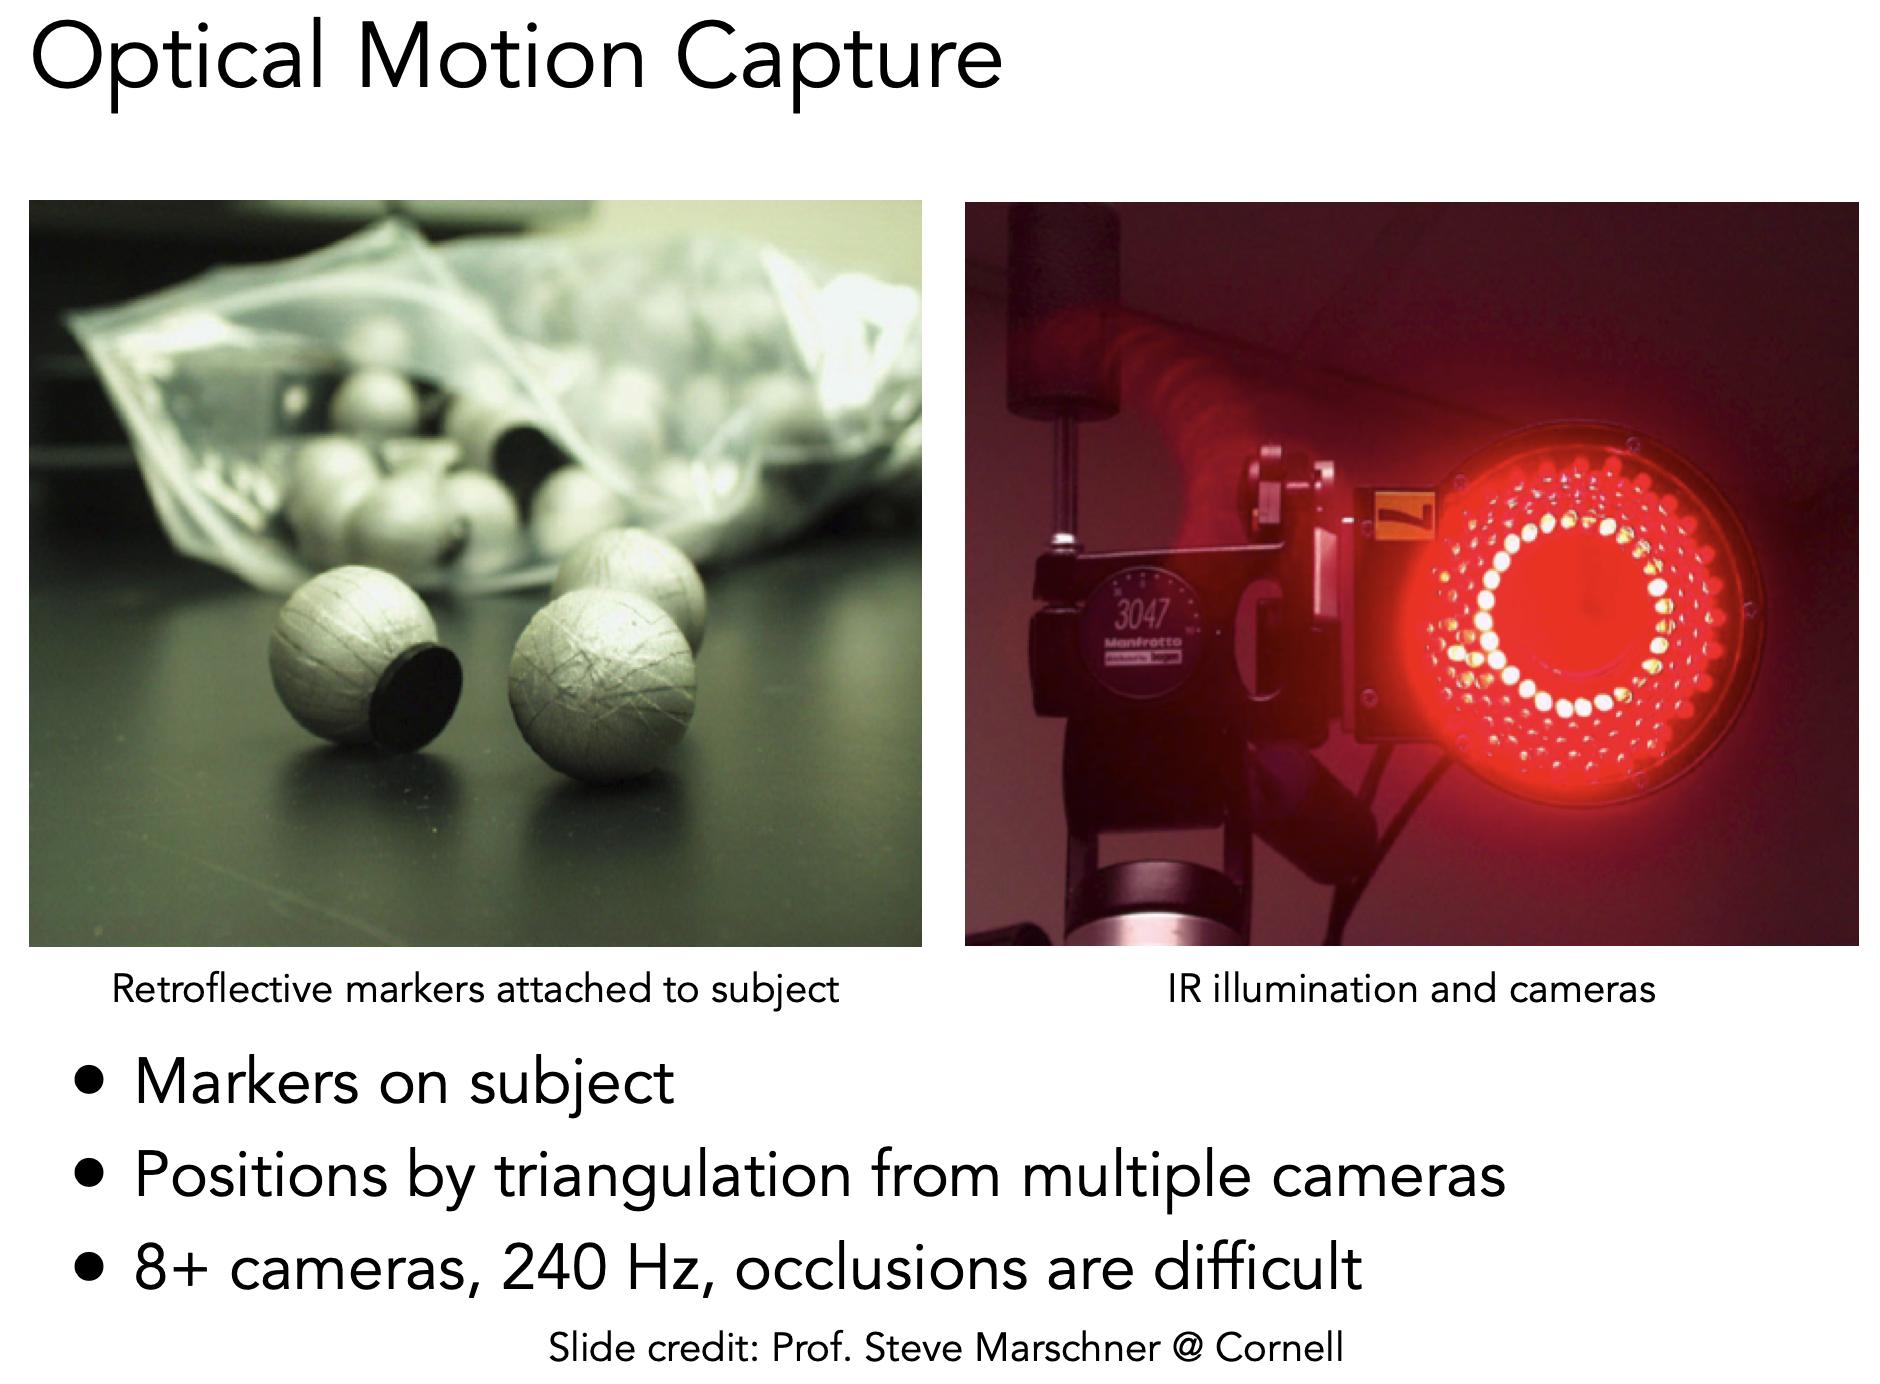 Optical Motion Capture
7
3047
Manfrotto
Retroflective markers attached to subject
IR illumination and cameras
• Markers on subject
• Positions by triangulation from multiple cameras
• 8+ cameras, 240 Hz, occlusions are difficult
Slide credit: Prof. Steve Marschner @ Cornell